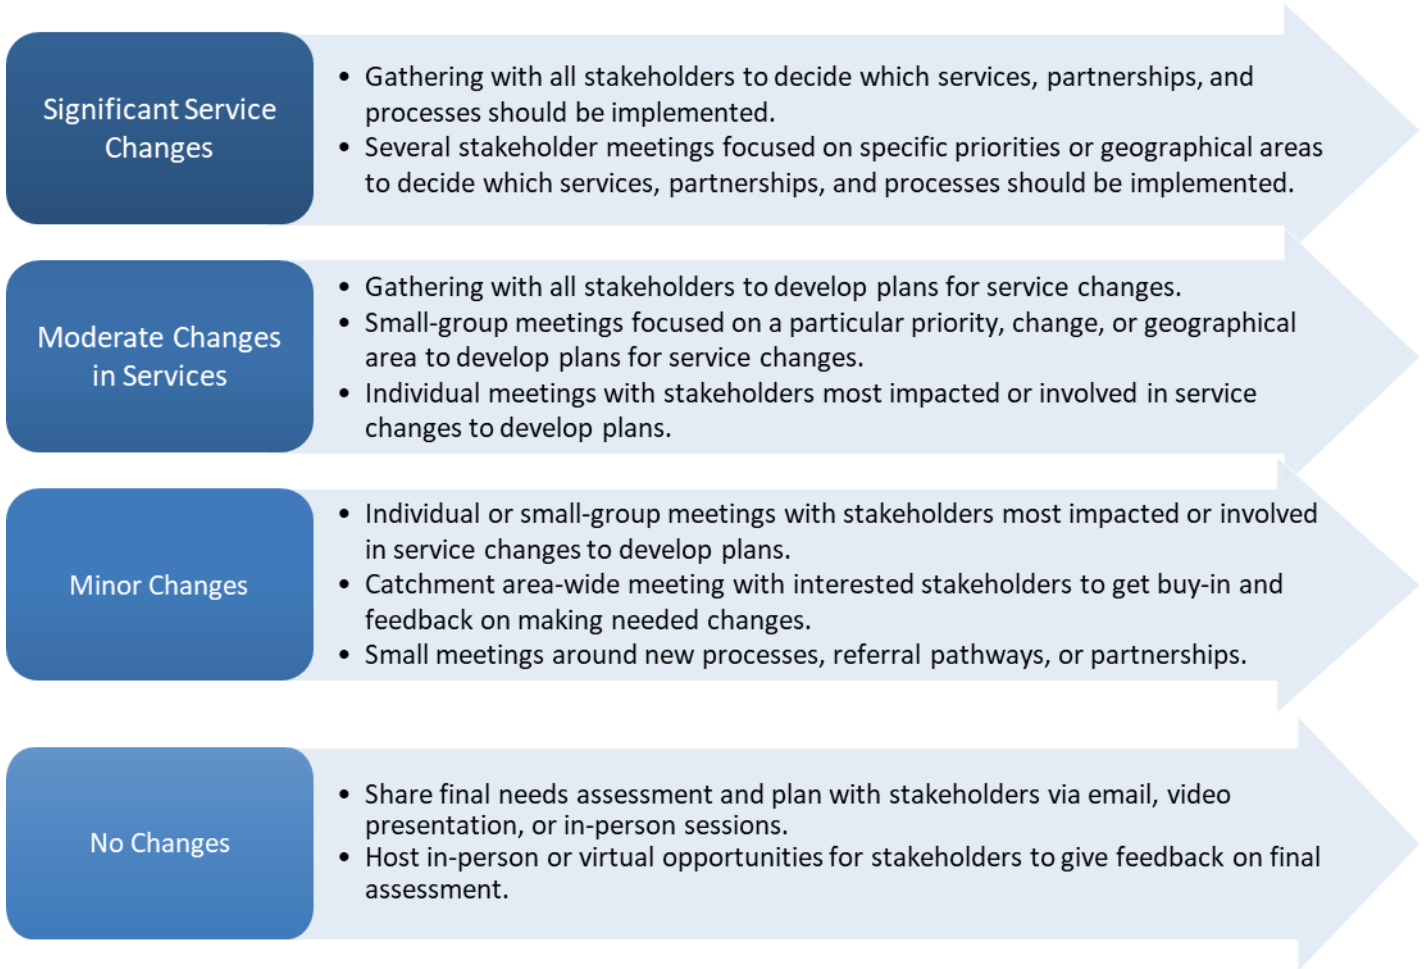 Significant Service
Changes
• Gathering with all stakeholders to decide which services, partnerships, and
processes should be implemented.
• Several stakeholder meetings focused on specific priorities or geographical areas
to decide which services, partnerships, and processes should be implemented.
Moderate Changes
in Services
• Gathering with all stakeholders to develop plans for service changes.
• Small-group meetings focused on a particular priority, change, or geographical
area to develop plans for service changes.
• Individual meetings with stakeholders most impacted or involved in service
changes to develop plans.
Minor Changes
• Individual or small-group meetings with stakeholders most impacted or involved
in service changes to develop plans.
• Catchment area-wide meeting with interested stakeholders to get buy-in and
feedback on making needed changes.
• Small meetings around new processes, referral pathways, or partnerships.
No Changes
• Share final needs assessment and plan with stakeholders via email, video
presentation, or in-person sessions.
• Host in-person or virtual opportunities for stakeholders to give feedback on final
assessment.